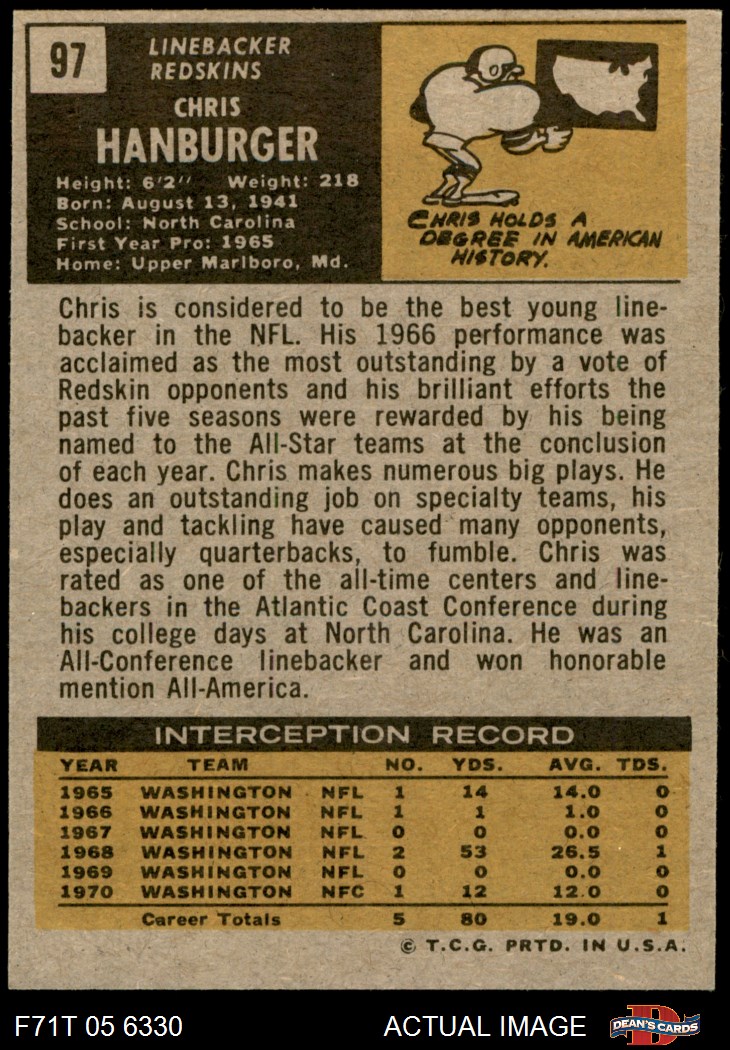 97
LINEBACKER
REDSKINS
CHRIS
HANBURGER
Height: 6'2" Weight: 218
Born: August 13, 1941
School: North Carolina
First Year Pro: 1965
Home: Upper Marlboro, Md.
CHRIS HOLDS A
DEGREE IN AMERICAN
HISTORY.
Chris is considered to be the best young line-
backer in the NFL. His 1966 performance was
acclaimed as the most outstanding by a vote of
Redskin opponents and his brilliant efforts the
past five seasons were rewarded by his being
named to the All-Star teams at the conclusion
of each year. Chris makes numerous big plays. He
does an outstanding job on specialty teams, his
play and tackling have caused many opponents,
especially quarterbacks, to fumble. Chris was
rated as one of the all-time centers and line-
backers in the Atlantic Coast Conference during
his college days at North Carolina. He was an
All-Conference linebacker and won honorable
mention All-America.
INTERCEPTION RECORD
YEAR TEAM NO. YDS. AVG. TDS.
1965 WASHINGTON NFL 1 14 14.0 0
1966 WASHINGTON NFL 1 1 1.0 0
1967 WASHINGTON NFL 0 0 0.0 0
1968 WASHINGTON NFL 2 53 26.5 1
1969 WASHINGTON NFL 0 0 0.0 0
1970 WASHINGTON NFC 1 12 12.0 0
Career Totals 5 80 19.0 1
© T.C.G. PRTD. IN U.S.A.
F71T 05 6330 ACTUAL IMAGE
D
DEAN'S CARDS